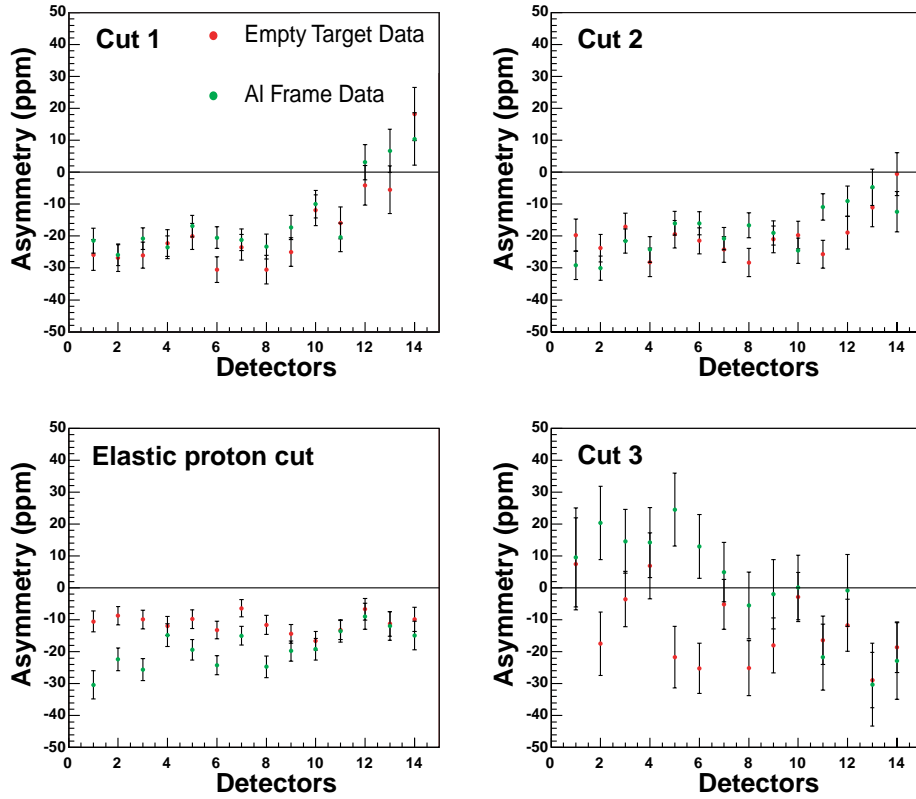 Cut 1
Empty Target Data
Al Frame Data
Asymmetry (ppm)
50
40
30
20
10
0
-10
-20
-30
-40
-50
0 2 4 6 8 10 12 14
Detectors
Cut 2
Asymmetry (ppm)
50
40
30
20
10
0
-10
-20
-30
-40
-50
0 2 4 6 8 10 12 14
Detectors
Elastic proton cut
Asymmetry (ppm)
50
40
30
20
10
0
-10
-20
-30
-40
-50
0 2 4 6 8 10 12 14
Detectors
Cut 3
Asymmetry (ppm)
50
40
30
20
10
0
-10
-20
-30
-40
-50
0 2 4 6 8 10 12 14
Detectors